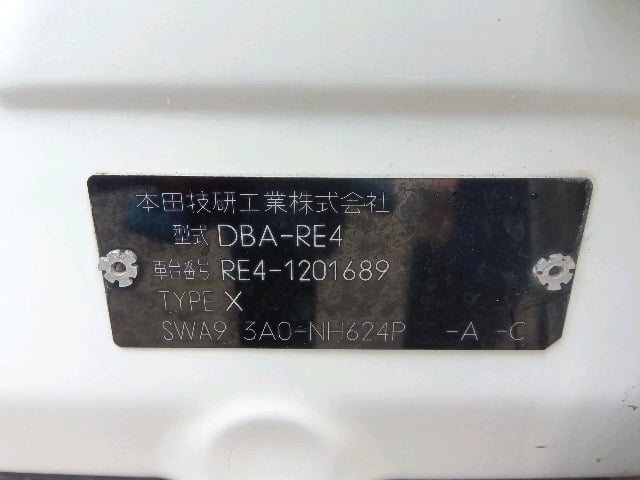 本田技研工業株式会社
型式 DBA-RE4
車台番号 RE4-1201689
TYPE X
SWA9 3A0-NH624P -A -C